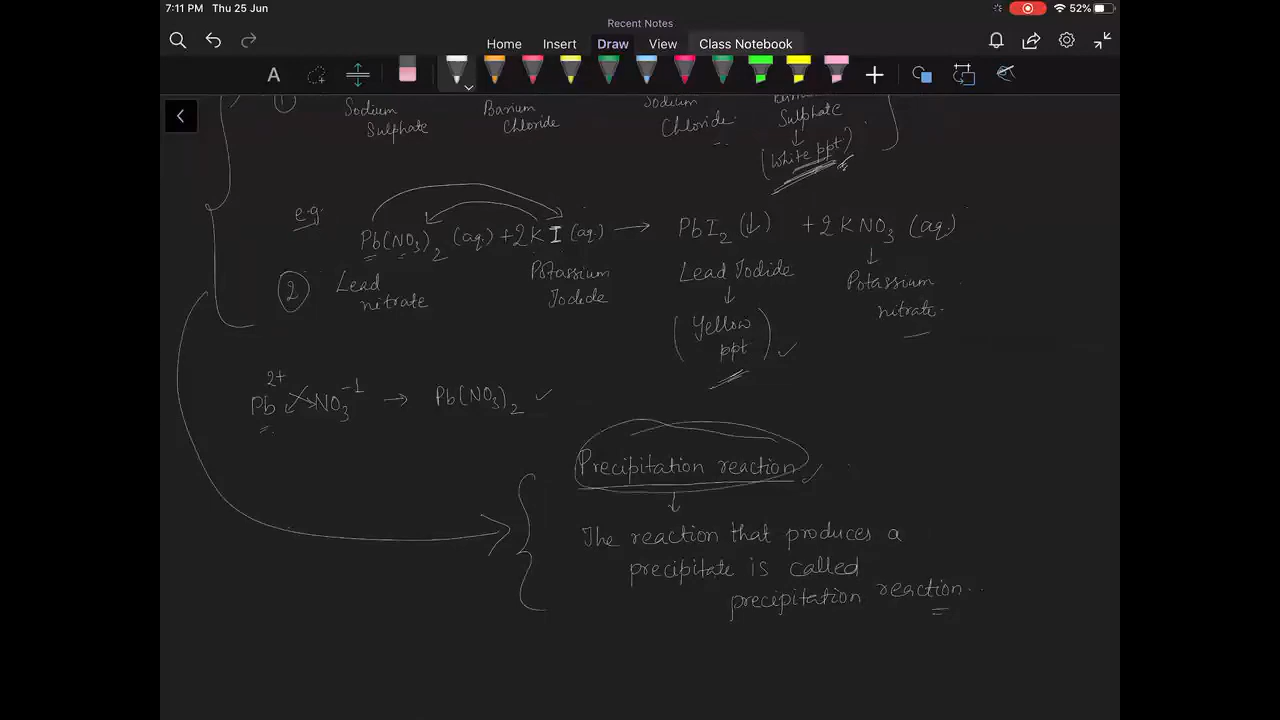 7:11 PM Thu 25 Jun
52%
Recent Notes
Home Insert Draw View Class Notebook
A
1
Sodium Sulphate
Barium Chloride
Sodium Chloride
Sulphate
(White ppt)
e.g.
Pb(NO₃)₂ (aq.) + 2KI (aq.) → PbI₂ (↓) + 2KNO₃ (aq.)
2
Lead nitrate
Potassium Iodide
Lead Iodide
Potassium nitrate
↓
(Yellow ppt)
Pb²⁺ NO₃⁻¹ → Pb(NO₃)₂
Precipitation reaction
↓
The reaction that produces a
precipitate is called
precipitation reaction..